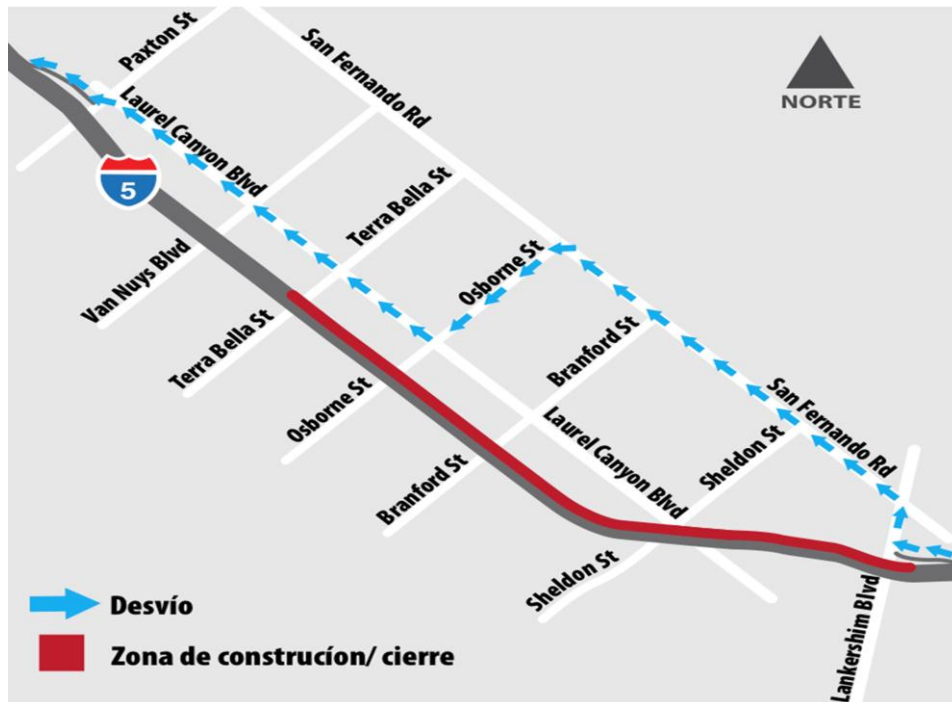 Paxton St
San Fernando Rd
NORTE
Laurel Canyon Blvd
5
Terra Bella St
Van Nuys Blvd
Osborne St
Terra Bella St
Branford St
Osborne St
San Fernando Rd
Laurel Canyon Blvd
Sheldon St
Branford St
Sheldon St
Lankershim Blvd
Desvío
Zona de construcíon/ cierre